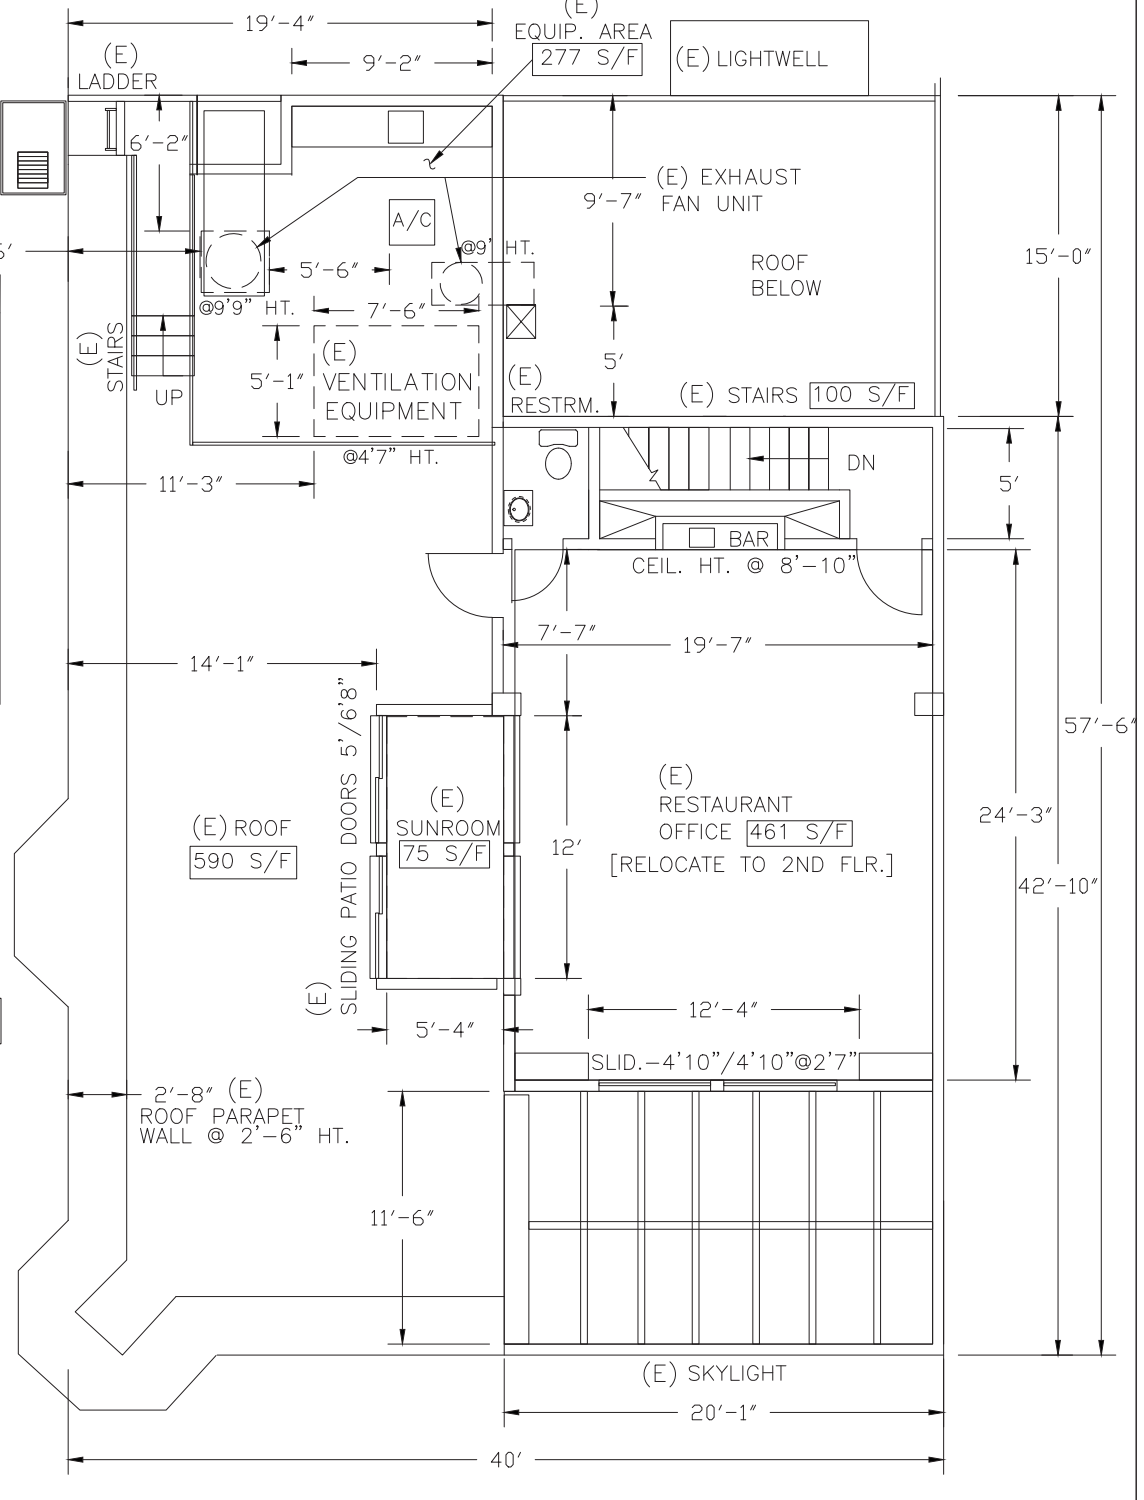 19'-4"
(E)
EQUIP. AREA
277 S/F
9'-2"
(E)
LADDER
(E) LIGHTWELL
6'-2"
(E) EXHAUST
FAN UNIT
9'-7"
A/C
@9' HT.
5'-6"
@9'9" HT.
7'-6"
ROOF
BELOW
15'-0"
(E)
STAIRS
UP
5'-1"
(E)
VENTILATION
EQUIPMENT
@4'7" HT.
5'
(E)
RESTRM.
(E) STAIRS 100 S/F
11'-3"
DN
5'
BAR
CEIL. HT. @ 8'-10"
7'-7"
19'-7"
14'-1"
(E)
SLIDING PATIO DOORS 5'/6'8"
57'-6"
(E) ROOF
590 S/F
(E)
SUNROOM
75 S/F
12'
(E)
RESTAURANT
OFFICE 461 S/F
[RELOCATE TO 2ND FLR.]
24'-3"
42'-10"
5'-4"
12'-4"
SLID.-4'10"/4'10"@2'7"
2'-8" (E)
ROOF PARAPET
WALL @ 2'-6" HT.
11'-6"
(E) SKYLIGHT
20'-1"
40'